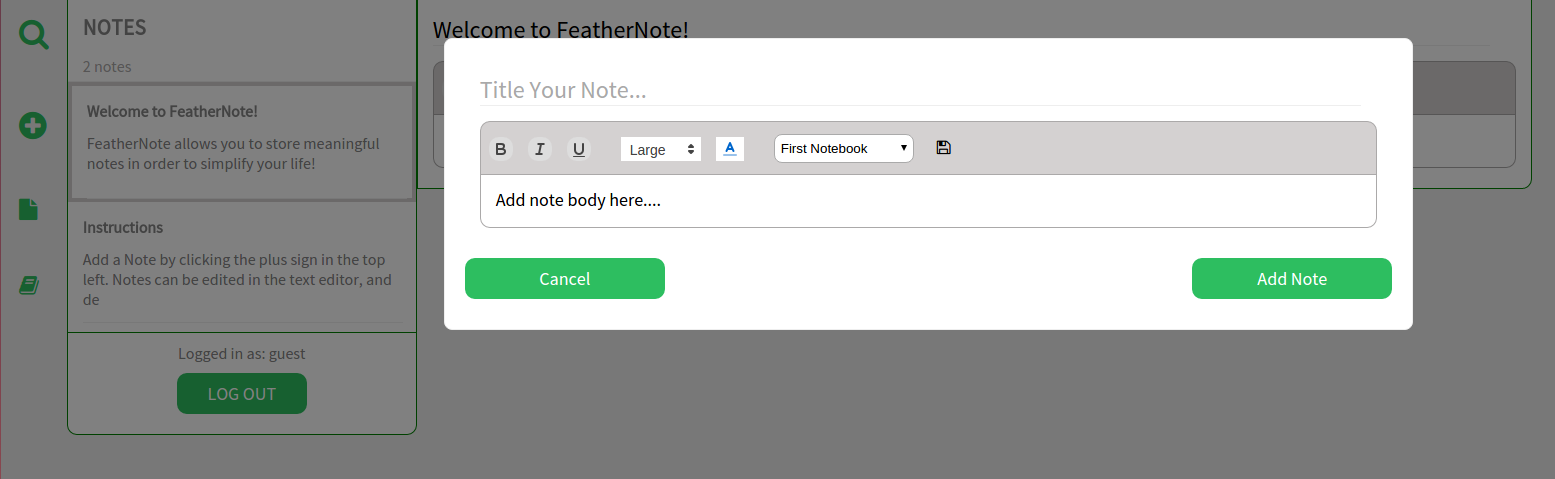 NOTES
2 notes
Welcome to FeatherNote!
FeatherNote allows you to store meaningful
notes in order to simplify your life!
Instructions
Add a Note by clicking the plus sign in the top
left. Notes can be edited in the text editor, and
de
Logged in as: guest
LOG OUT
Welcome to FeatherNote!
Title Your Note...
B I U Large A First Notebook
Add note body here....
Cancel
Add Note